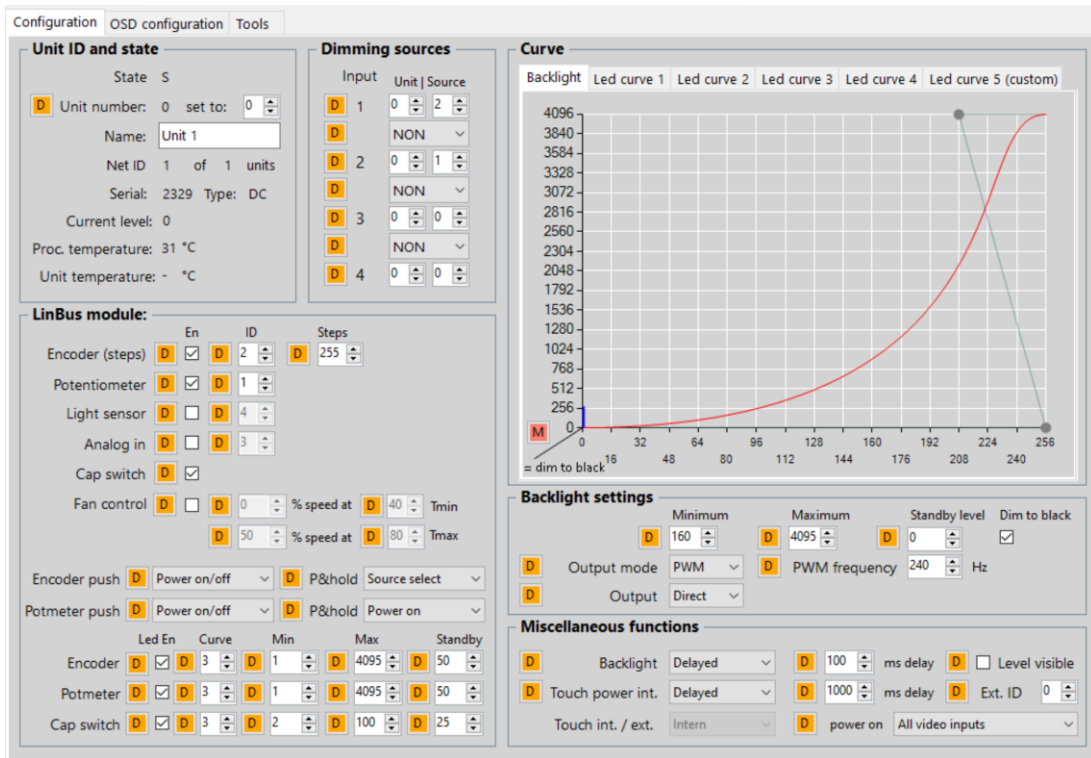 Configuration OSD configuration Tools
Unit ID and state
State S
D Unit number: 0 set to: 0
Name: Unit 1
Net ID 1 of 1 units
Serial: 2329 Type: DC
Current level: 0
Proc. temperature: 31 °C
Unit temperature: - °C
Dimming sources
Input Unit | Source
D 1 0 2
D NON
D 2 0 1
D NON
D 3 0 0
D NON
D 4 0 0
Curve
Backlight Led curve 1 Led curve 2 Led curve 3 Led curve 4 Led curve 5 (custom)
4096
3840
3584
3328
3072
2816
2560
2304
2048
1792
1536
1280
1024
768
512
256
0
M
0 32 64 96 128 160 192 224 256
16 48 80 112 144 176 208 240
= dim to black
LinBus module:
En ID Steps
Encoder (steps) D D 2 D 255
Potentiometer D D 1
Light sensor D D 4
Analog in D D 3
Cap switch D
Fan control D D 0 % speed at D 40 Tmin
D 50 % speed at D 80 Tmax
Encoder push D Power on/off D P&hold Source select
Potmeter push D Power on/off D P&hold Power on
Led En Curve Min Max Standby
Encoder D D 3 D 1 D 4095 D 50
Potmeter D D 3 D 1 D 4095 D 50
Cap switch D D 3 D 2 D 100 D 25
Backlight settings
Minimum Maximum Standby level Dim to black
D 160 D 4095 D 0
D Output mode PWM D PWM frequency 240 Hz
D Output Direct
Miscellaneous functions
D Backlight Delayed D 100 ms delay D Level visible
D Touch power int. Delayed D 1000 ms delay D Ext. ID 0
Touch int. / ext. Intern D power on All video inputs